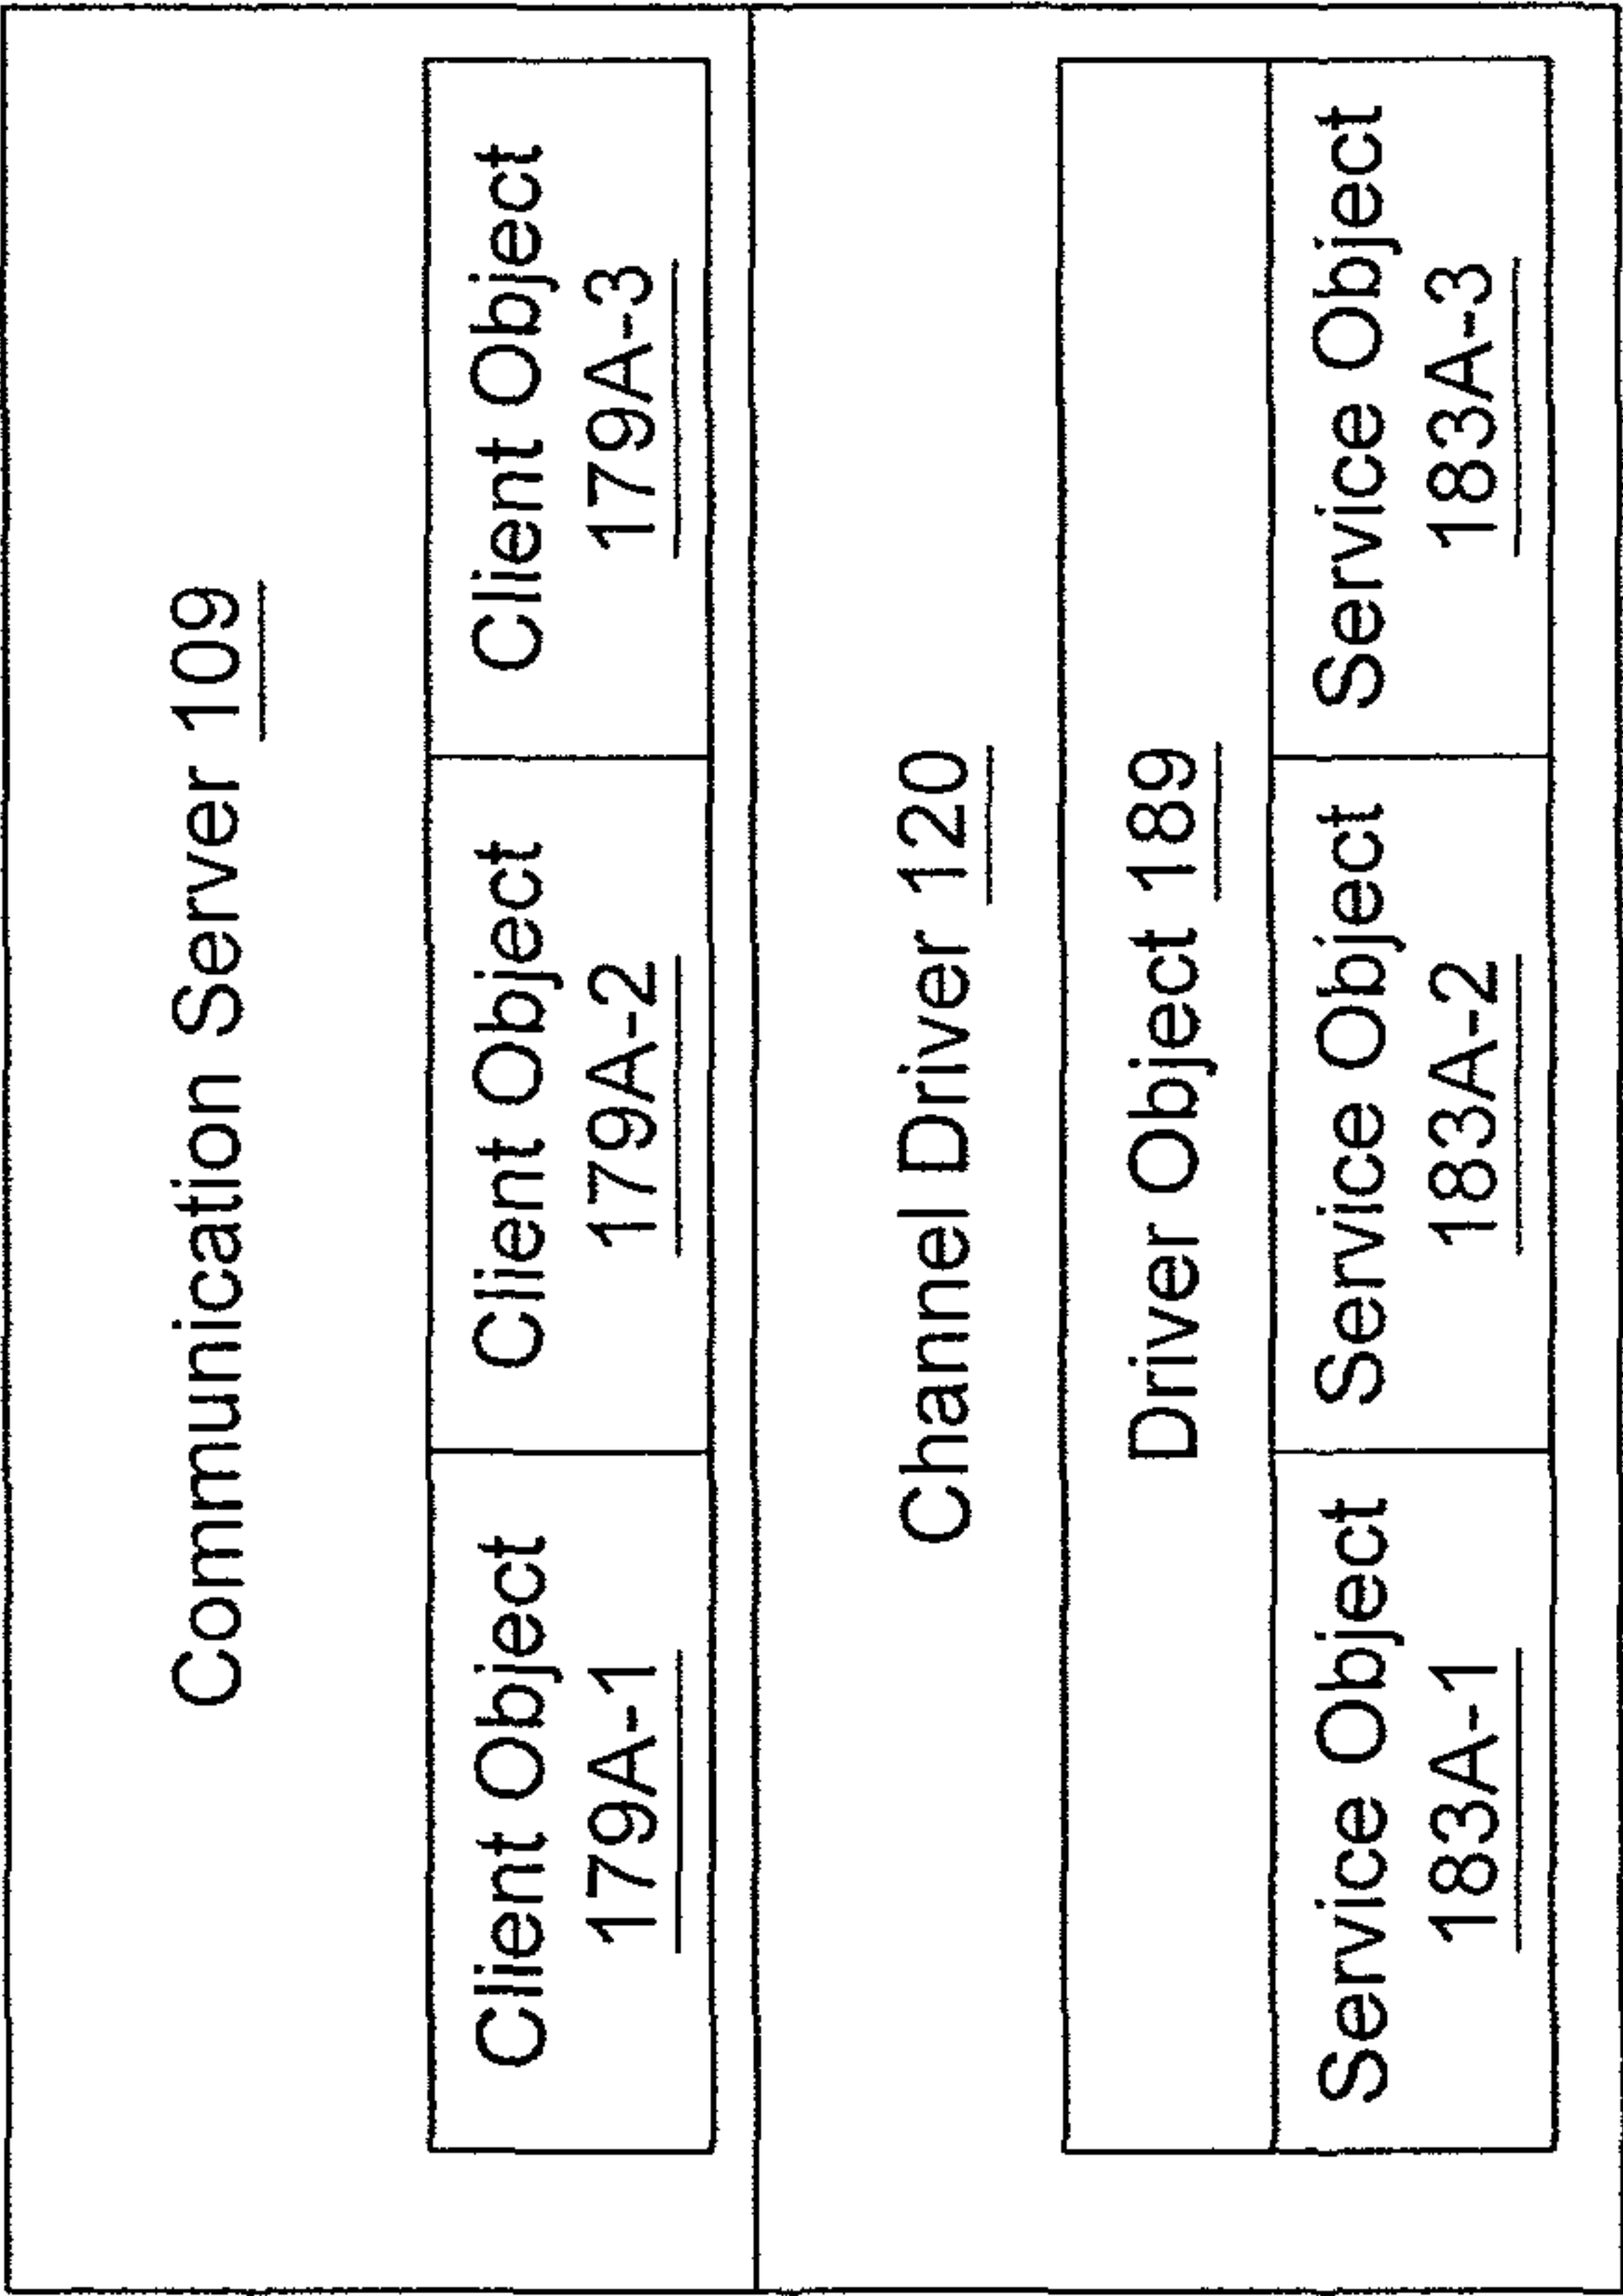 Communication Server 109
Client Object
179A-1
Client Object
179A-2
Client Object
179A-3
Channel Driver 120
Driver Object 189
Service Object
183A-1
Service Object
183A-2
Service Object
183A-3